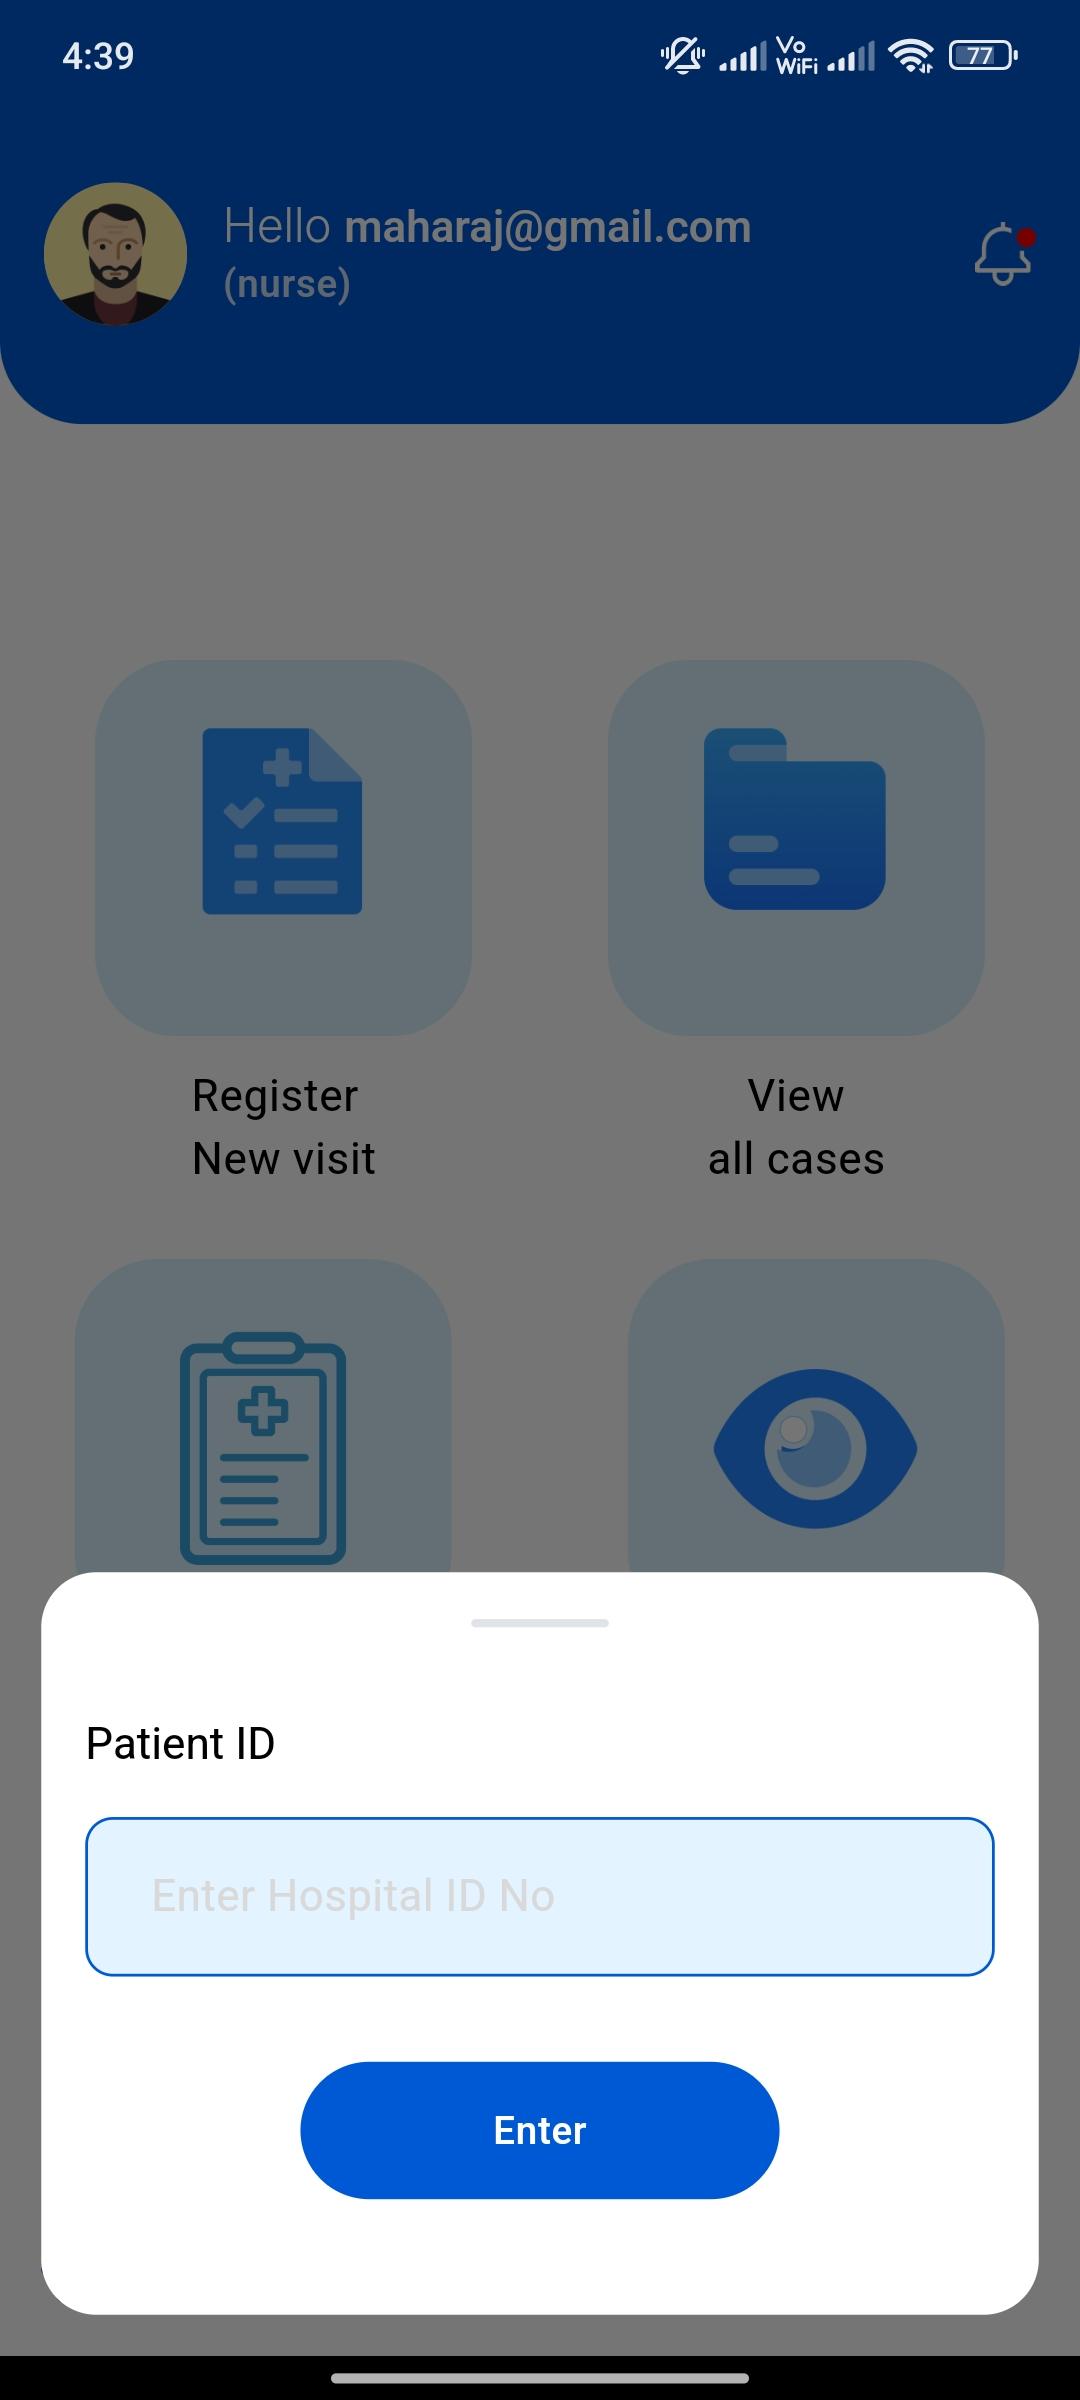 4:39
Vo
WiFi
77
Hello maharaj@gmail.com
(nurse)
Register
New visit
View
all cases
Patient ID
Enter Hospital ID No
Enter